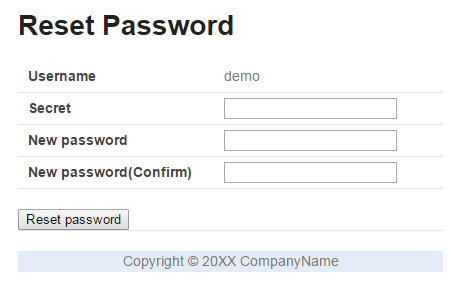 Reset Password
Username demo
Secret
New password
New password(Confirm)
Reset password
Copyright © 20XX CompanyName